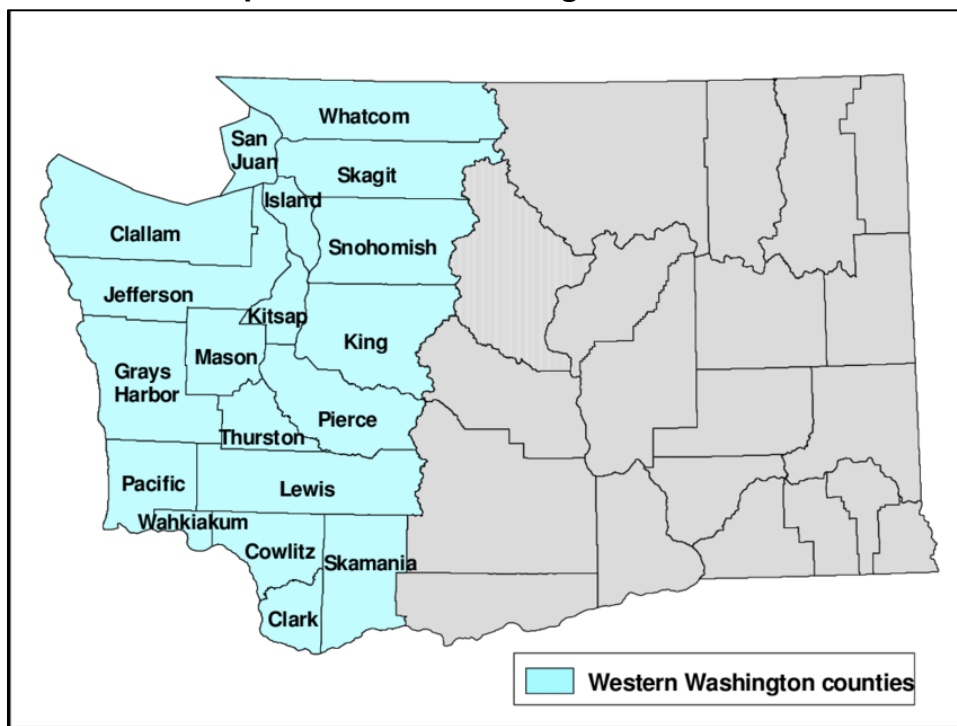 Whatcom
San
Juan
Skagit
Island
Clallam
Snohomish
Jefferson
Kitsap
King
Mason
Grays
Harbor
Pierce
Thurston
Pacific
Lewis
Wahkiakum
Cowlitz
Skamania
Clark
Western Washington counties